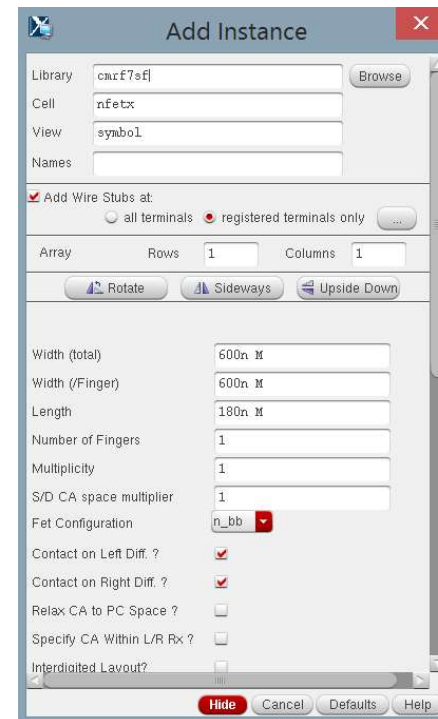 Add Instance
Library cmrf7sf Browse
Cell nfetx
View symbol
Names
Add Wire Stubs at:
all terminals registered terminals only ...
Array Rows 1 Columns 1
Rotate Sideways Upside Down
Width (total) 600n M
Width (/Finger) 600n M
Length 180n M
Number of Fingers 1
Multiplicity 1
S/D CA space multiplier 1
Fet Configuration n_bb
Contact on Left Diff. ?
Contact on Right Diff. ?
Relax CA to PC Space ?
Specify CA Within L/R Rx ?
Interdigited Layout?
Hide Cancel Defaults Help